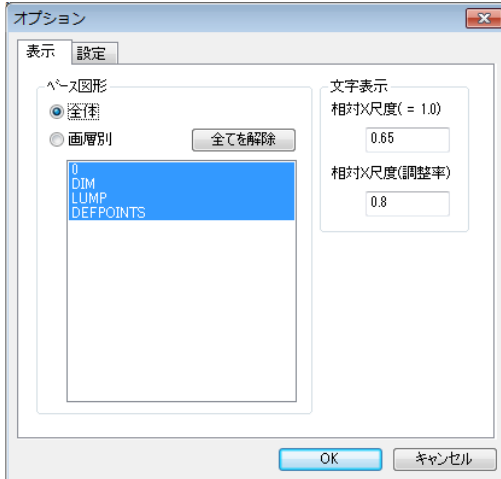 オプション
表示
設定
ベース図形
全体
画層別
全てを解除
0
DIM
LUMP
DEFPOINTS
文字表示
相対X尺度( = 1.0)
0.65
相対X尺度(調整率)
0.8
OK
キャンセル